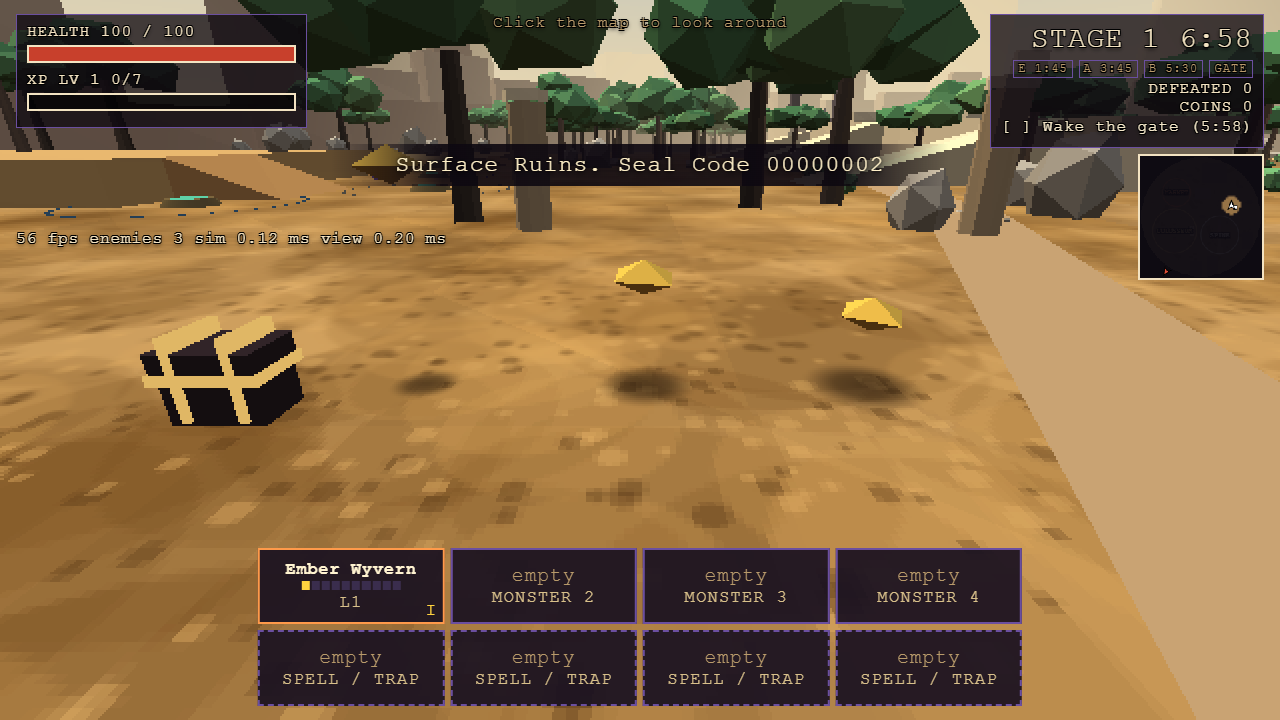 HEALTH 100 / 100
XP LV 1 0/7
Click the map to look around
STAGE 1 6:58
E 1:45 A 3:45 B 5:30 GATE
DEFEATED 0
COINS 0
[ ] Wake the gate (5:58)
Surface Ruins. Seal Code 00000002
56 fps enemies 3 sim 0.12 ms view 0.20 ms
Ember Wyvern
L1
I
empty
MONSTER 2
empty
MONSTER 3
empty
MONSTER 4
empty
SPELL / TRAP
empty
SPELL / TRAP
empty
SPELL / TRAP
empty
SPELL / TRAP